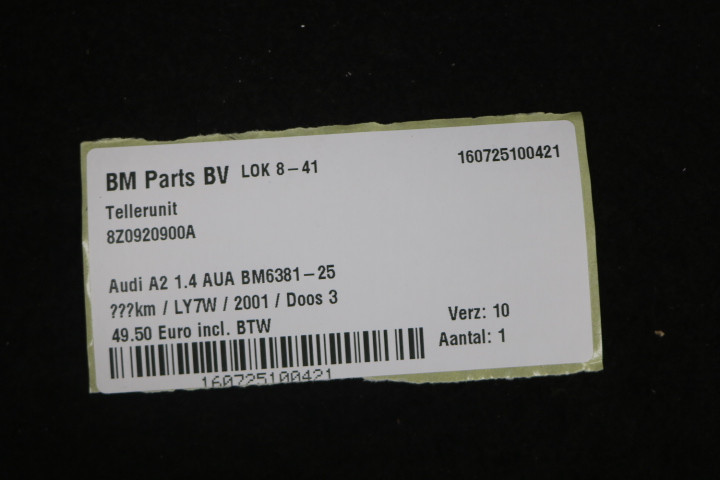 BM Parts BV LOK 8-41 160725100421
Tellerunit
8Z0920900A
Audi A2 1.4 AUA BM6381-25
???km / LY7W / 2001 / Doos 3
49.50 Euro incl. BTW
Verz: 10
Aantal: 1
160725100421